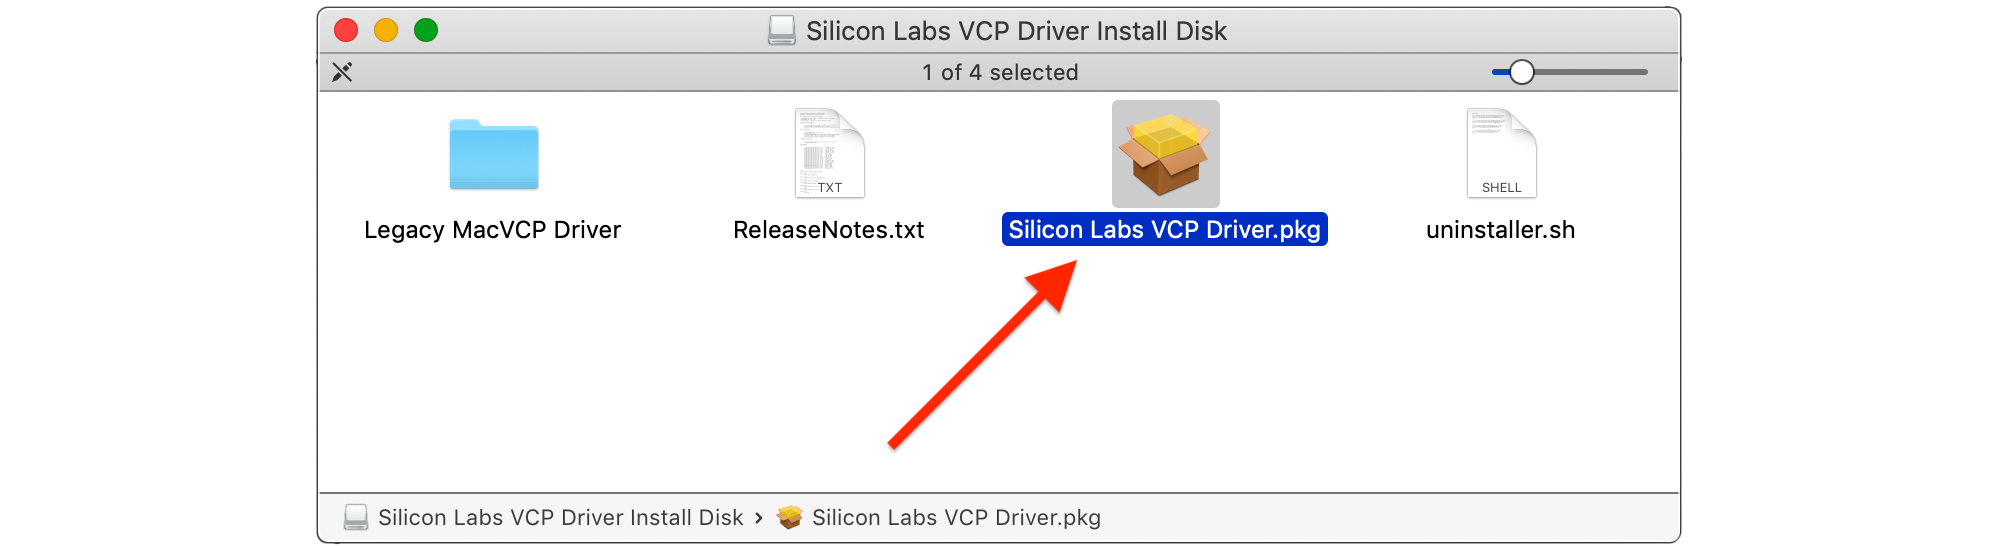 Silicon Labs VCP Driver Install Disk
1 of 4 selected
TXT
SHELL
Legacy MacVCP Driver
ReleaseNotes.txt
Silicon Labs VCP Driver.pkg
uninstaller.sh
Silicon Labs VCP Driver Install Disk › Silicon Labs VCP Driver.pkg